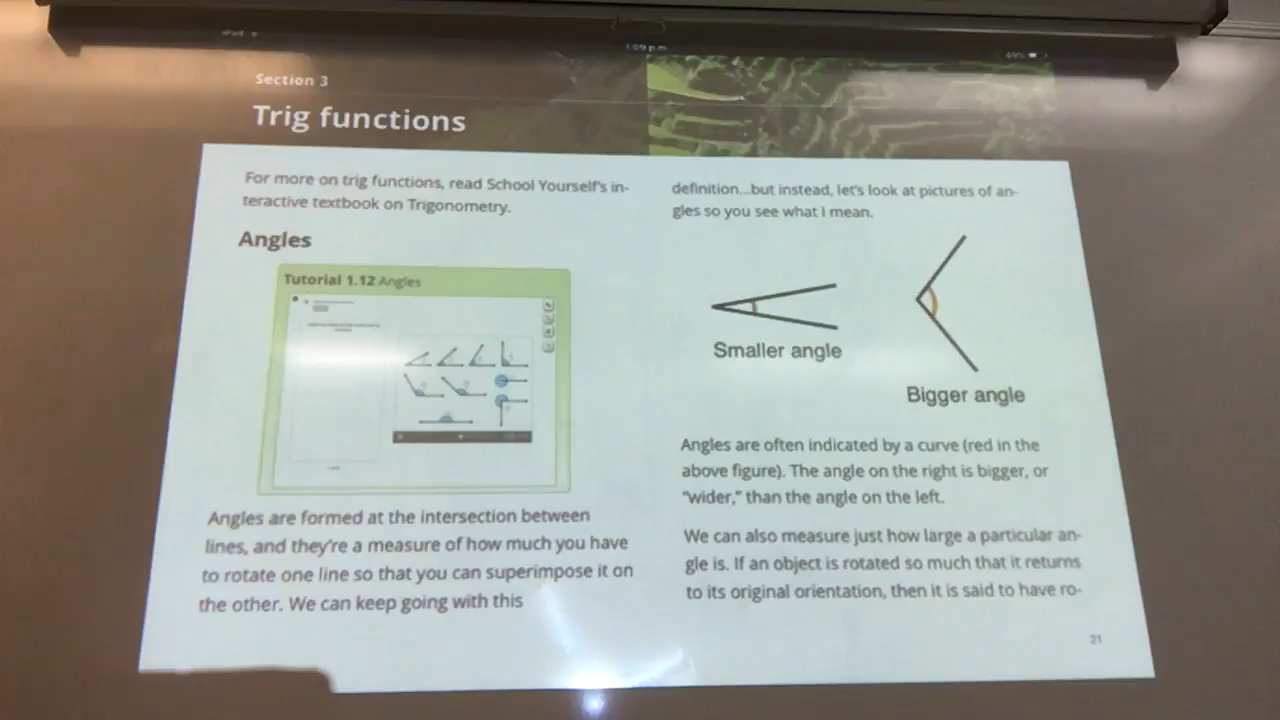 iPad
1:09 p.m.
Section 3
Trig functions
For more on trig functions, read School Yourself's in-
teractive textbook on Trigonometry.
Angles
Tutorial 1.12 Angles
Angles are formed at the intersection between
lines, and they're a measure of how much you have
to rotate one line so that you can superimpose it on
the other. We can keep going with this
definition...but instead, let's look at pictures of an-
gles so you see what I mean.
Smaller angle
Bigger angle
Angles are often indicated by a curve (red in the
above figure). The angle on the right is bigger, or
"wider," than the angle on the left.
We can also measure just how large a particular an-
gle is. If an object is rotated so much that it returns
to its original orientation, then it is said to have ro-
21